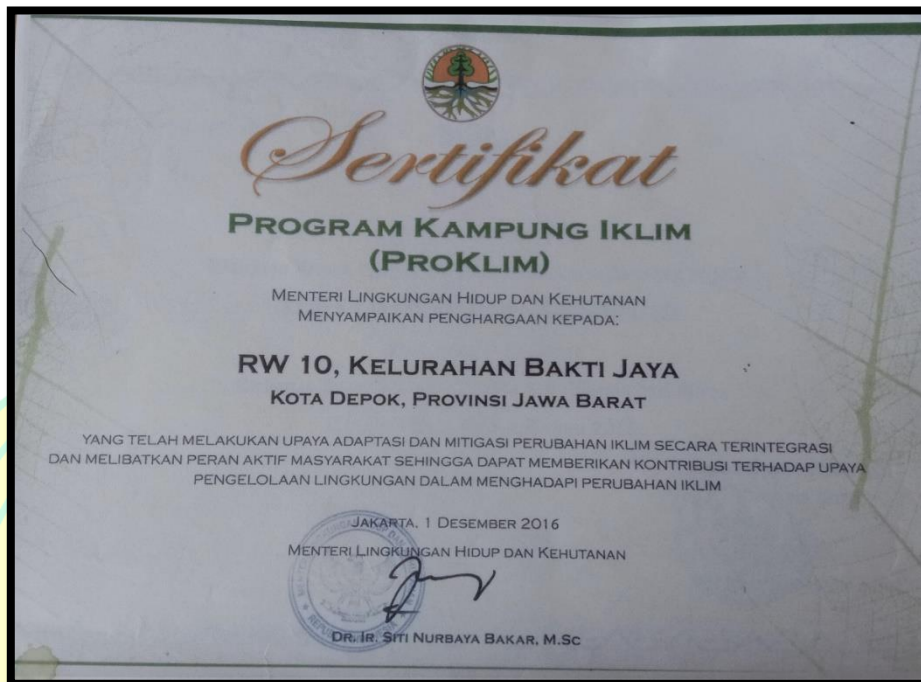 Sertifikat
PROGRAM KAMPUNG IKLIM
(PROKLIM)
MENTERI LINGKUNGAN HIDUP DAN KEHUTANAN
MENYAMPAIKAN PENGHARGAAN KEPADA:
RW 10, KELURAHAN BAKTI JAYA
KOTA DEPOK, PROVINSI JAWA BARAT
YANG TELAH MELAKUKAN UPAYA ADAPTASI DAN MITIGASI PERUBAHAN IKLIM SECARA TERINTEGRASI
DAN MELIBATKAN PERAN AKTIF MASYARAKAT SEHINGGA DAPAT MEMBERIKAN KONTRIBUSI TERHADAP UPAYA
PENGELOLAAN LINGKUNGAN DALAM MENGHADAPI PERUBAHAN IKLIM
JAKARTA, 1 DESEMBER 2016
MENTERI LINGKUNGAN HIDUP DAN KEHUTANAN
DR. IR. SITI NURBAYA BAKAR, M.SC